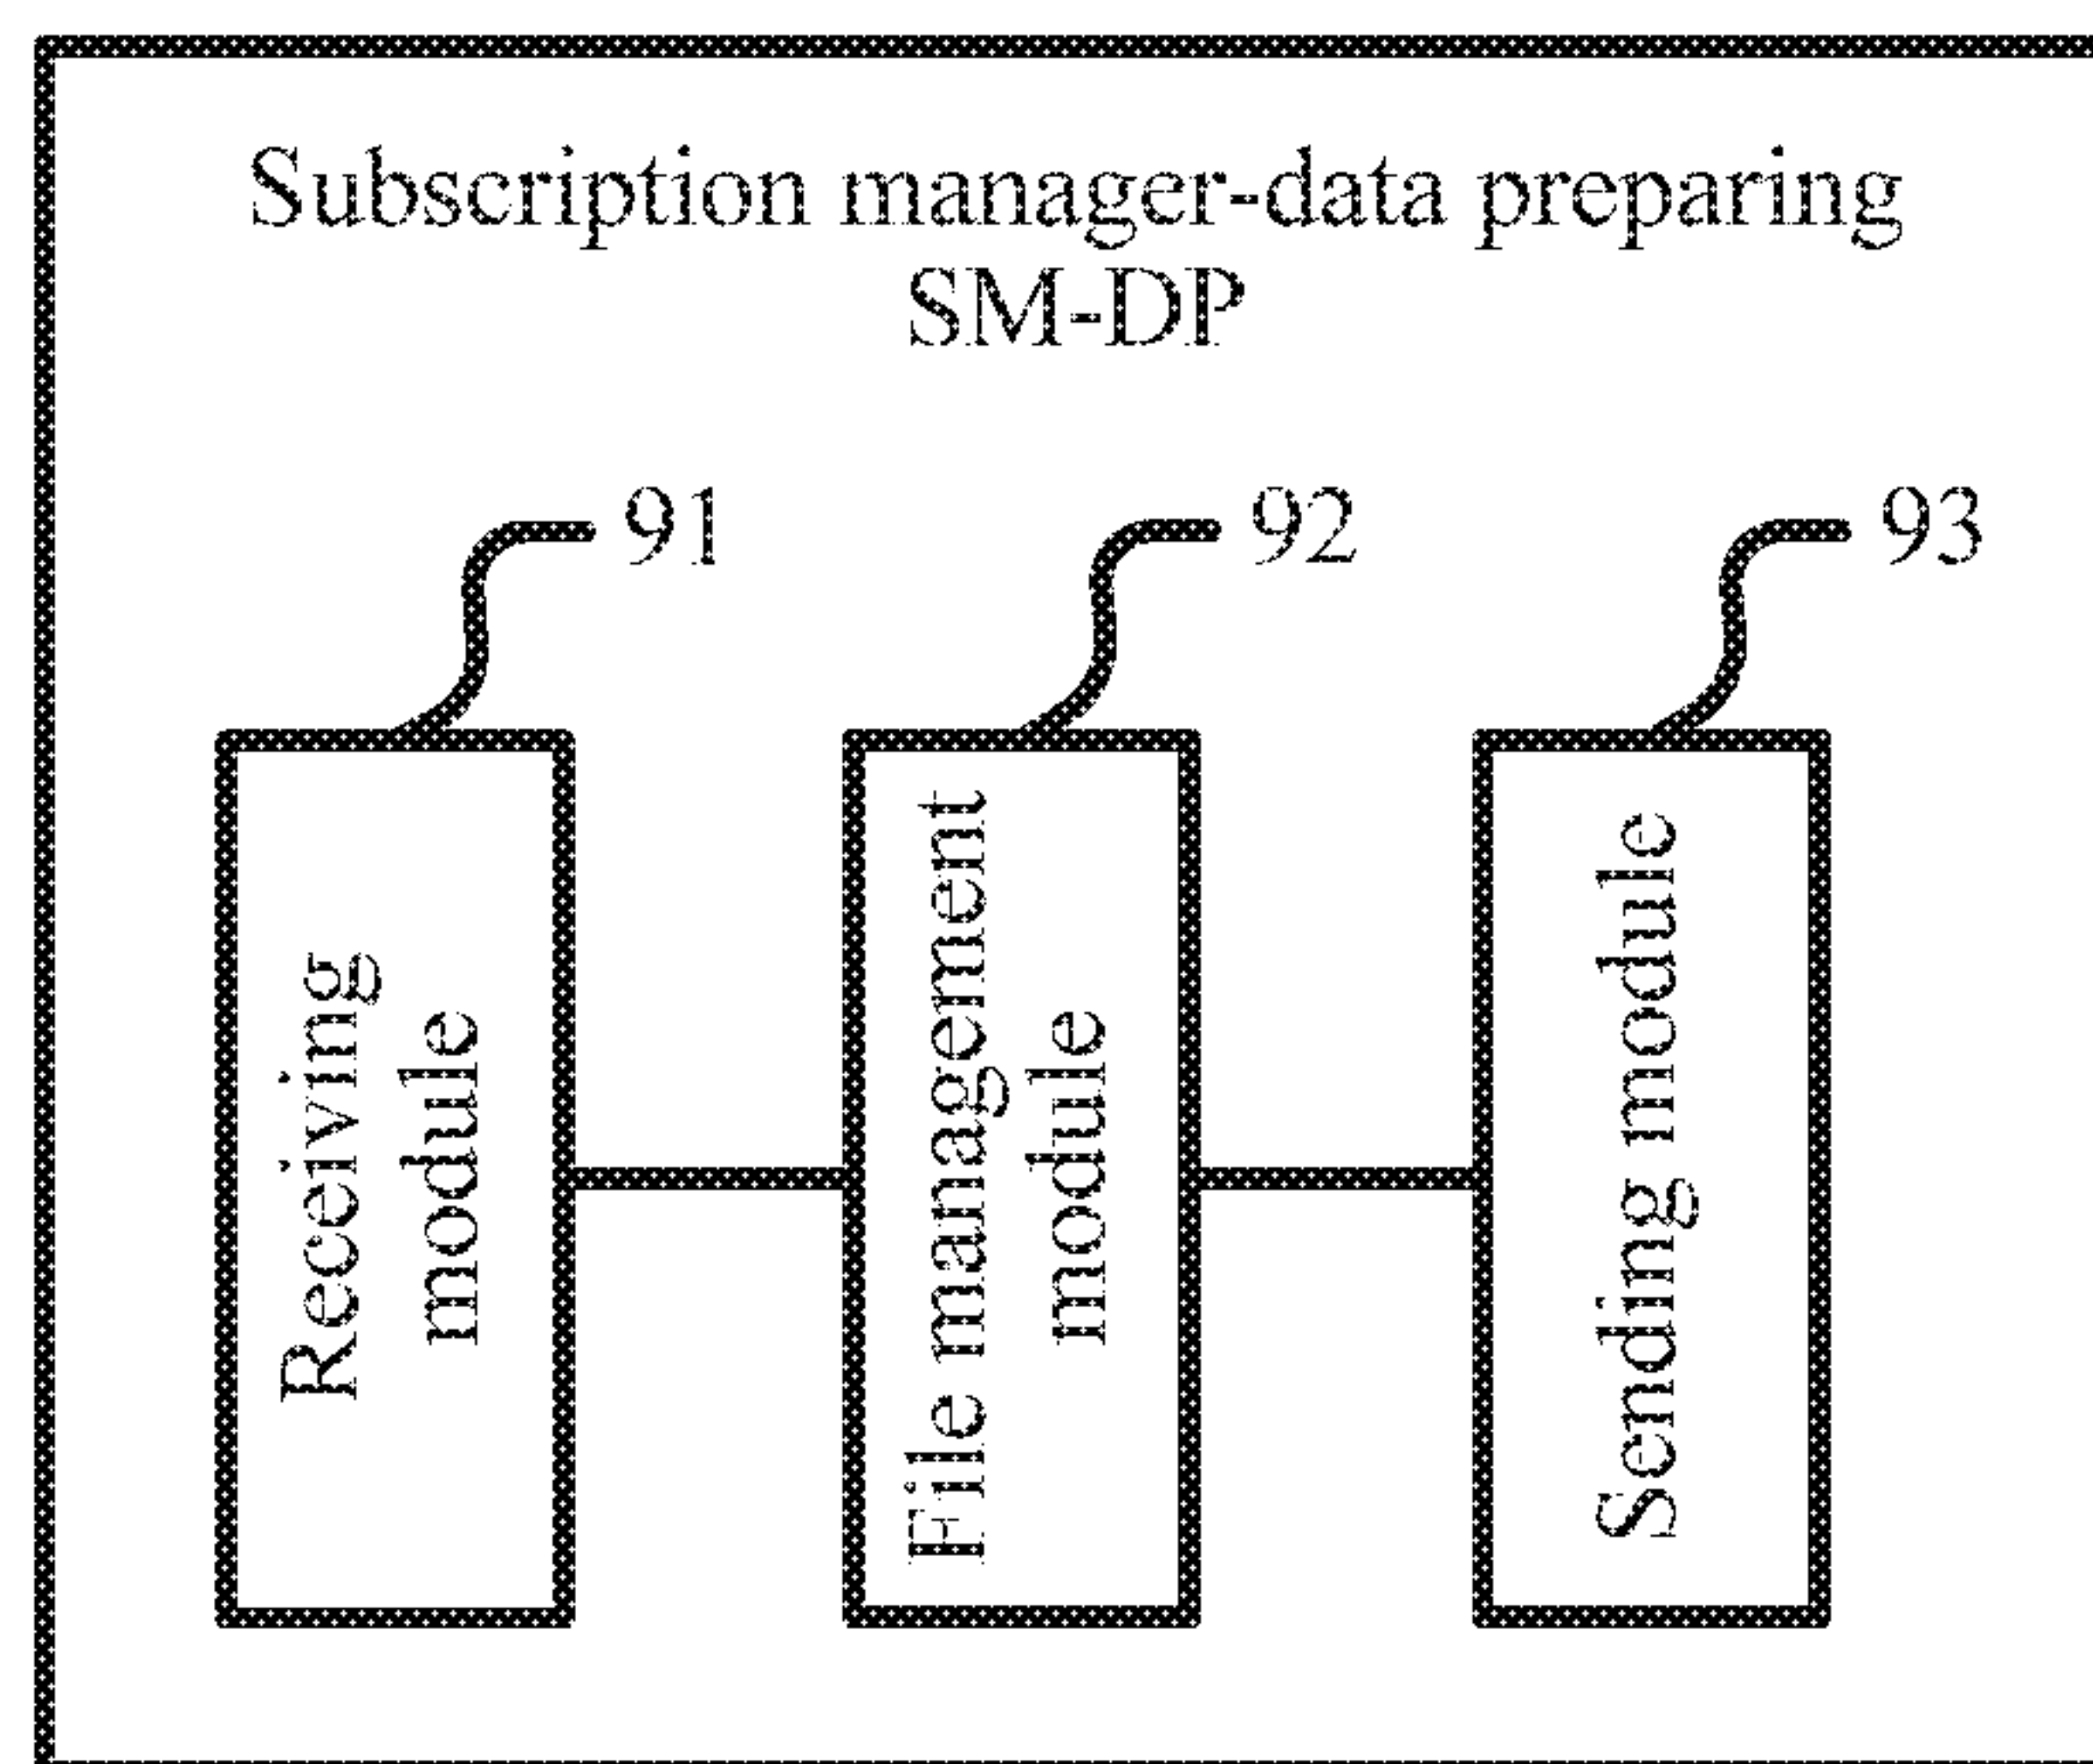 Subscription manager-data preparing
SM-DP
91
92
93
Receiving
module
File management
module
Sending module